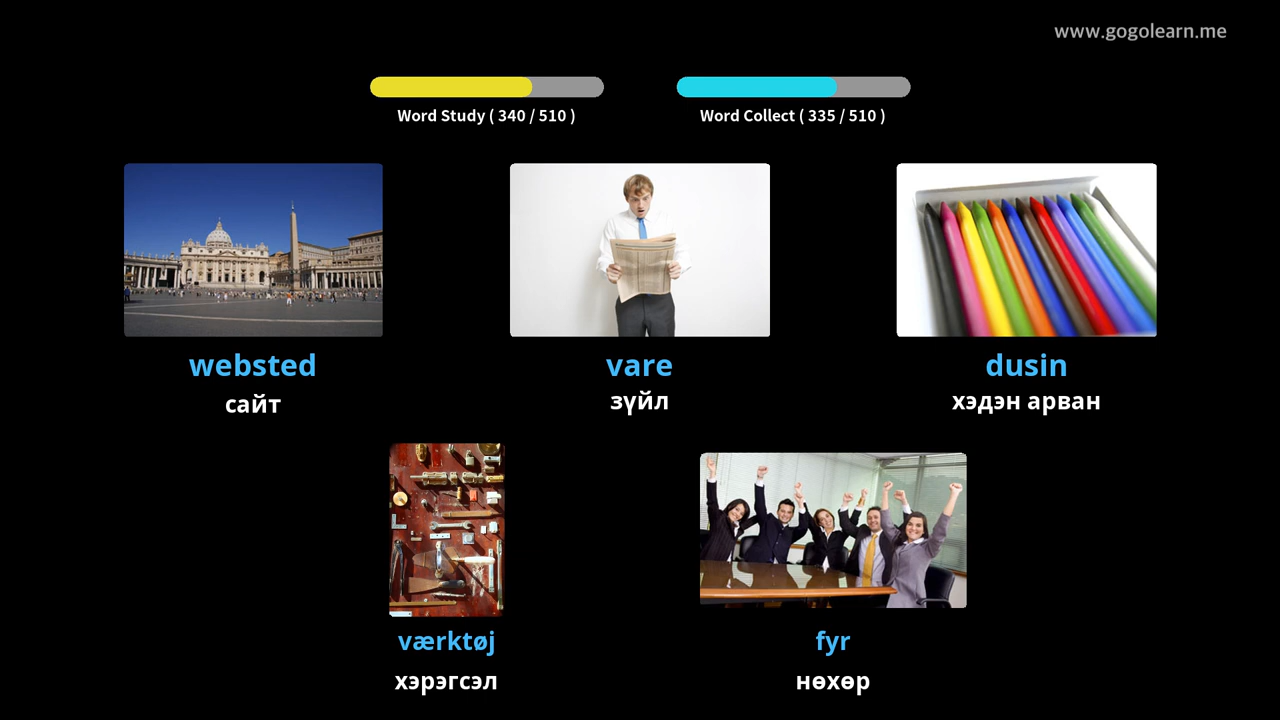 www.gogolearn.me
Word Study ( 340 / 510 )
Word Collect ( 335 / 510 )
websted
сайт
vare
зүйл
dusin
хэдэн арван
værktøj
хэрэгсэл
fyr
нөхөр